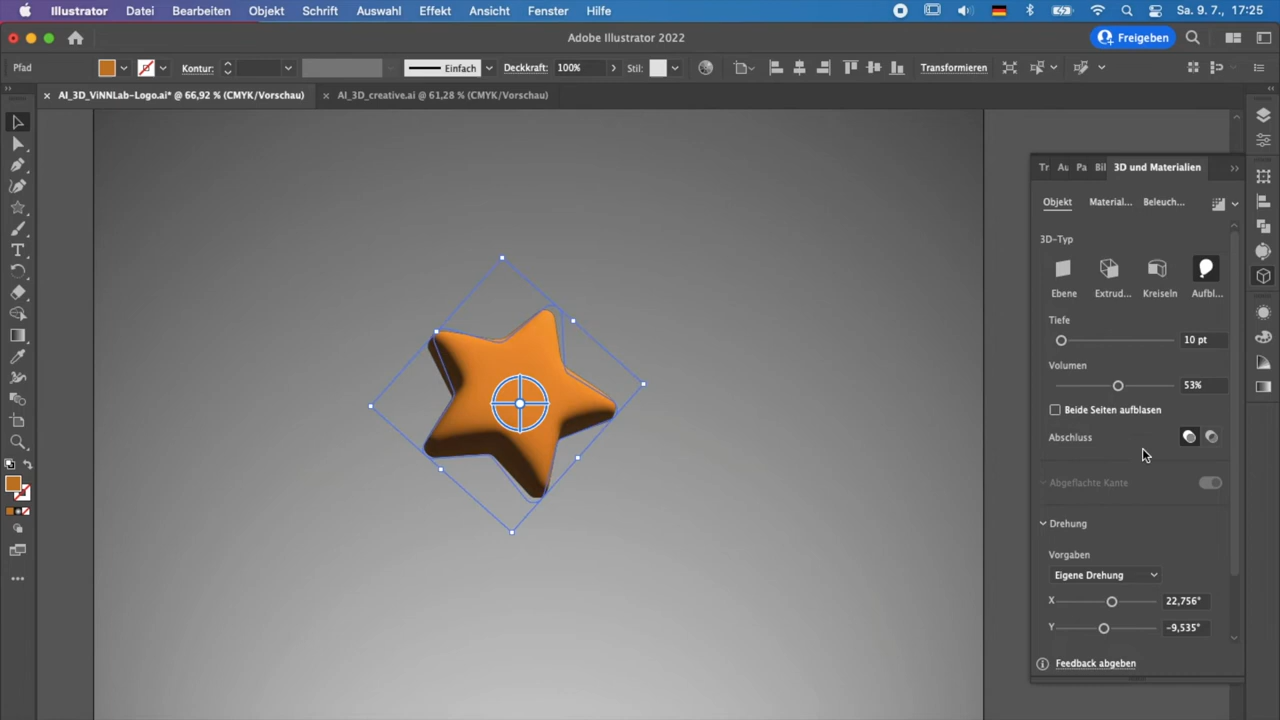 Illustrator Datei Bearbeiten Objekt Schrift Auswahl Effekt Ansicht Fenster Hilfe Sa. 9. 7., 17:25
Adobe Illustrator 2022 Freigeben
Pfad Kontur: Einfach Deckkraft: 100% Stil: Transformieren
AI_3D_ViNNLab-Logo.ai* @ 66,92 % (CMYK/Vorschau) AI_3D_creative.ai @ 61,28 % (CMYK/Vorschau)
Tr Au Pa Bil 3D und Materialien
Objekt Material... Beleuch...
3D-Typ
Ebene Extrud... Kreiseln Aufbl...
Tiefe
10 pt
Volumen
53%
Beide Seiten aufblasen
Abschluss
Abgeflachte Kante
Drehung
Vorgaben
Eigene Drehung
X 22,756°
Y -9,535°
Feedback abgeben